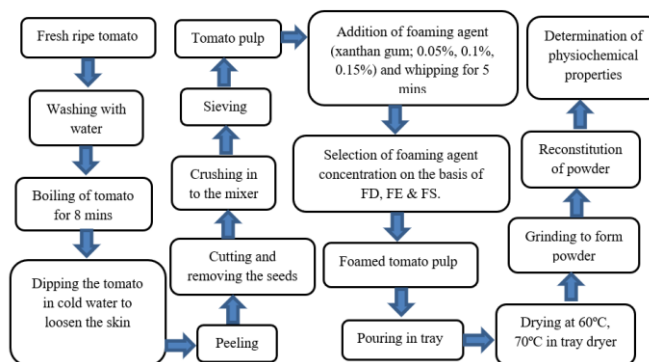 Fresh ripe tomato
Washing with
water
Boiling of tomato
for 8 mins
Dipping the tomato
in cold water to
loosen the skin
Peeling
Cutting and
removing the seeds
Crushing in
to the mixer
Sieving
Tomato pulp
Addition of foaming agent
(xanthan gum; 0.05%, 0.1%,
0.15%) and whipping for 5
mins
Selection of foaming agent
concentration on the basis of
FD, FE & FS.
Foamed tomato pulp
Pouring in tray
Drying at 60ºC,
70ºC in tray dryer
Grinding to form
powder
Reconstitution
of powder
Determination of
physiochemical
properties